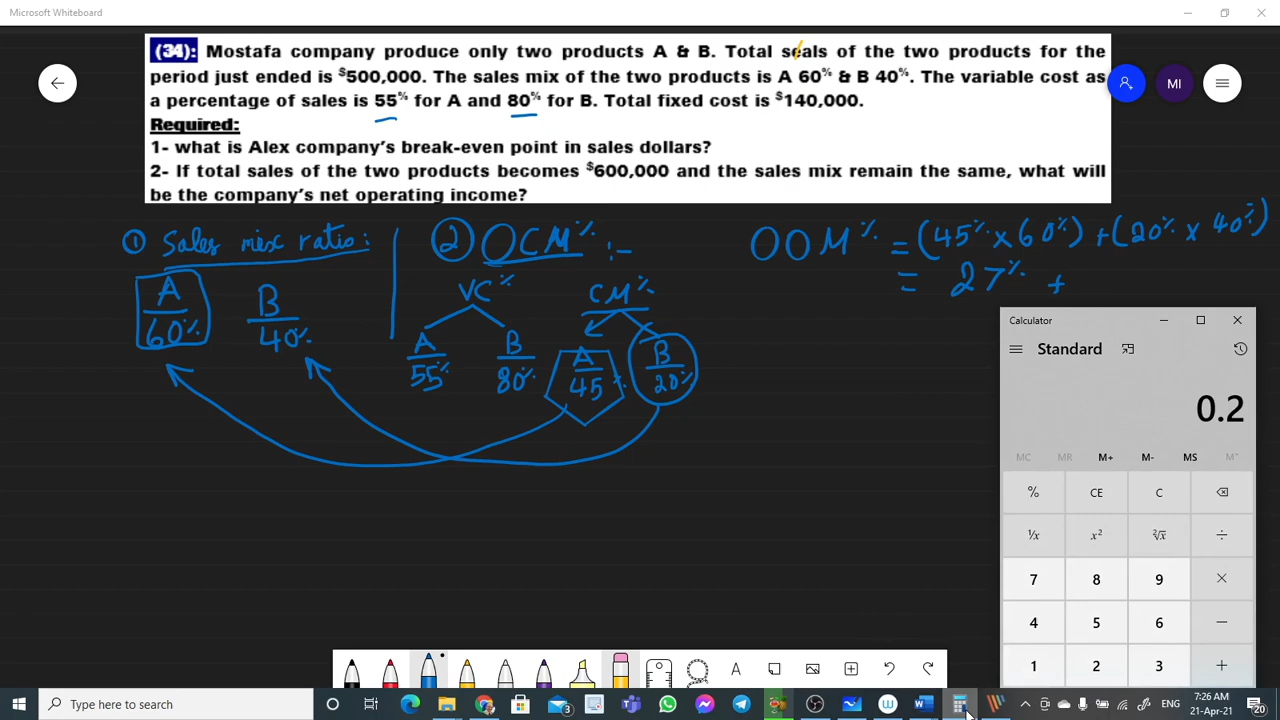 Microsoft Whiteboard
(34): Mostafa company produce only two products A & B. Total seals of the two products for the
period just ended is $500,000. The sales mix of the two products is A 60% & B 40%. The variable cost as
a percentage of sales is 55% for A and 80% for B. Total fixed cost is $140,000.
Required:
1- what is Alex company's break-even point in sales dollars?
2- If total sales of the two products becomes $600,000 and the sales mix remain the same, what will
be the company's net operating income?
MI
① Sales mix ratio:
A
60%
B
40%
② OCM% :-
VC%
A
55%
B
80%
CM%
A
45%
B
20%
OOM% = (45% x 60%) + (20% x 40%)
= 27% +
Calculator
Standard
0.2
MC MR M+ M- MS M˅
% CE C
⅟x x² ²√x ÷
7 8 9 ×
4 5 6 −
1 2 3 +
A
Type here to search
3
W
ENG
7:26 AM
21-Apr-21
20